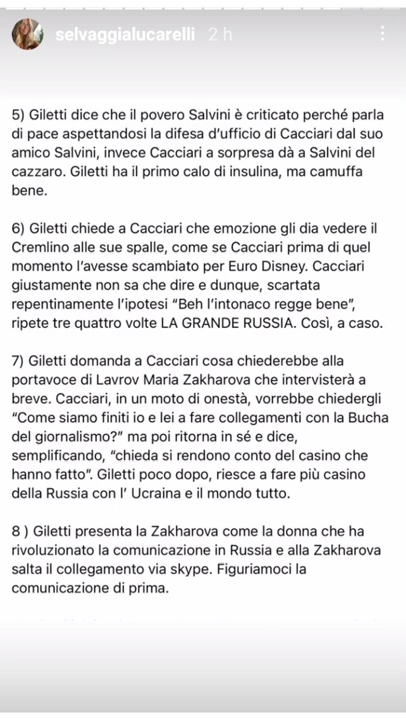 selvaggialucarelli 2 h
5) Giletti dice che il povero Salvini è criticato perché parla
di pace aspettandosi la difesa d'ufficio di Cacciari dal suo
amico Salvini, invece Cacciari a sorpresa dà a Salvini del
cazzaro. Giletti ha il primo calo di insulina, ma camuffa
bene.
6) Giletti chiede a Cacciari che emozione gli dia vedere il
Cremlino alle sue spalle, come se Cacciari prima di quel
momento l'avesse scambiato per Euro Disney. Cacciari
giustamente non sa che dire e dunque, scartata
repentinamente l'ipotesi “Beh l'intonaco regge bene”,
ripete tre quattro volte LA GRANDE RUSSIA. Così, a caso.
7) Giletti domanda a Cacciari cosa chiederebbe alla
portavoce di Lavrov Maria Zakharova che intervisterà a
breve. Cacciari, in un moto di onestà, vorrebbe chiedergli
“Come siamo finiti io e lei a fare collegamenti con la Bucha
del giornalismo?” ma poi ritorna in sé e dice,
semplificando, “chieda si rendono conto del casino che
hanno fatto”. Giletti poco dopo, riesce a fare più casino
della Russia con l' Ucraina e il mondo tutto.
8 ) Giletti presenta la Zakharova come la donna che ha
rivoluzionato la comunicazione in Russia e alla Zakharova
salta il collegamento via skype. Figuriamoci la
comunicazione di prima.